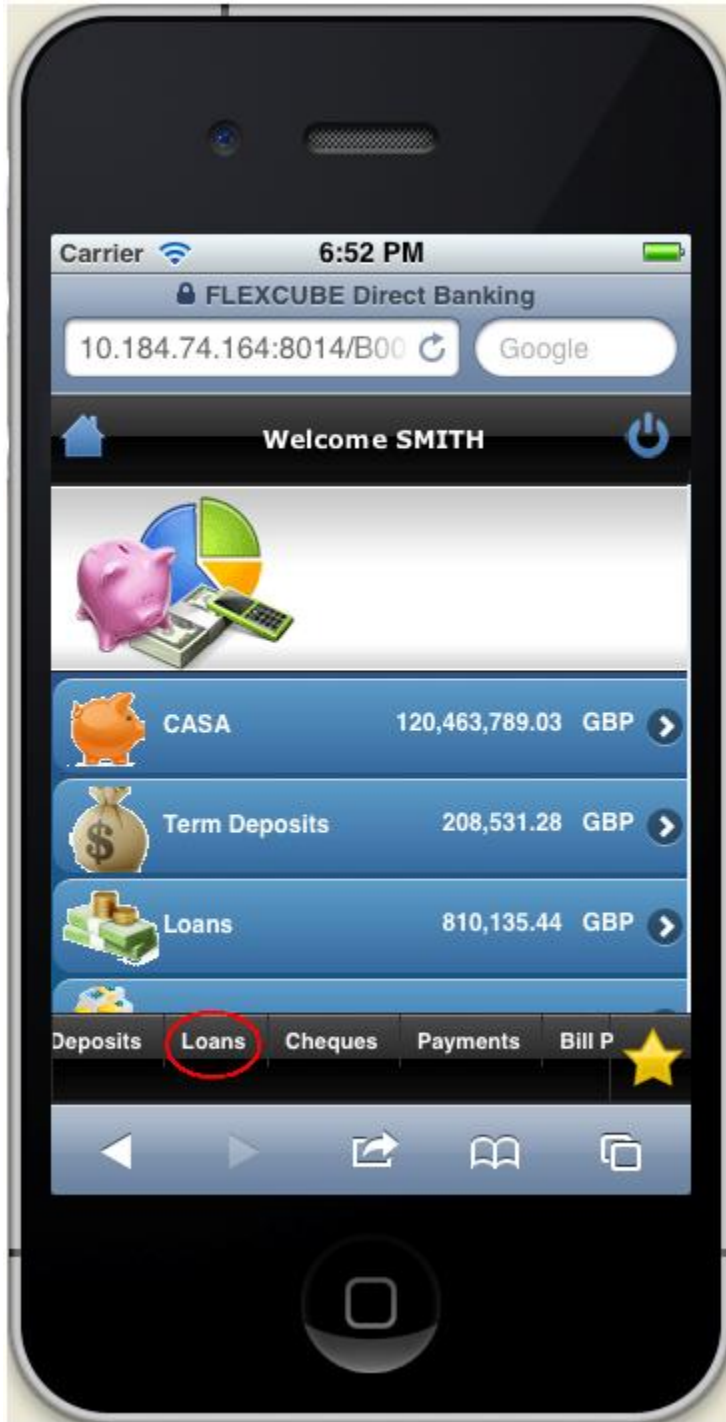 Carrier 6:52 PM
FLEXCUBE Direct Banking
10.184.74.164:8014/B00 Google
Welcome SMITH
CASA 120,463,789.03 GBP
$
Term Deposits 208,531.28 GBP
Loans 810,135.44 GBP
Deposits Loans Cheques Payments Bill P